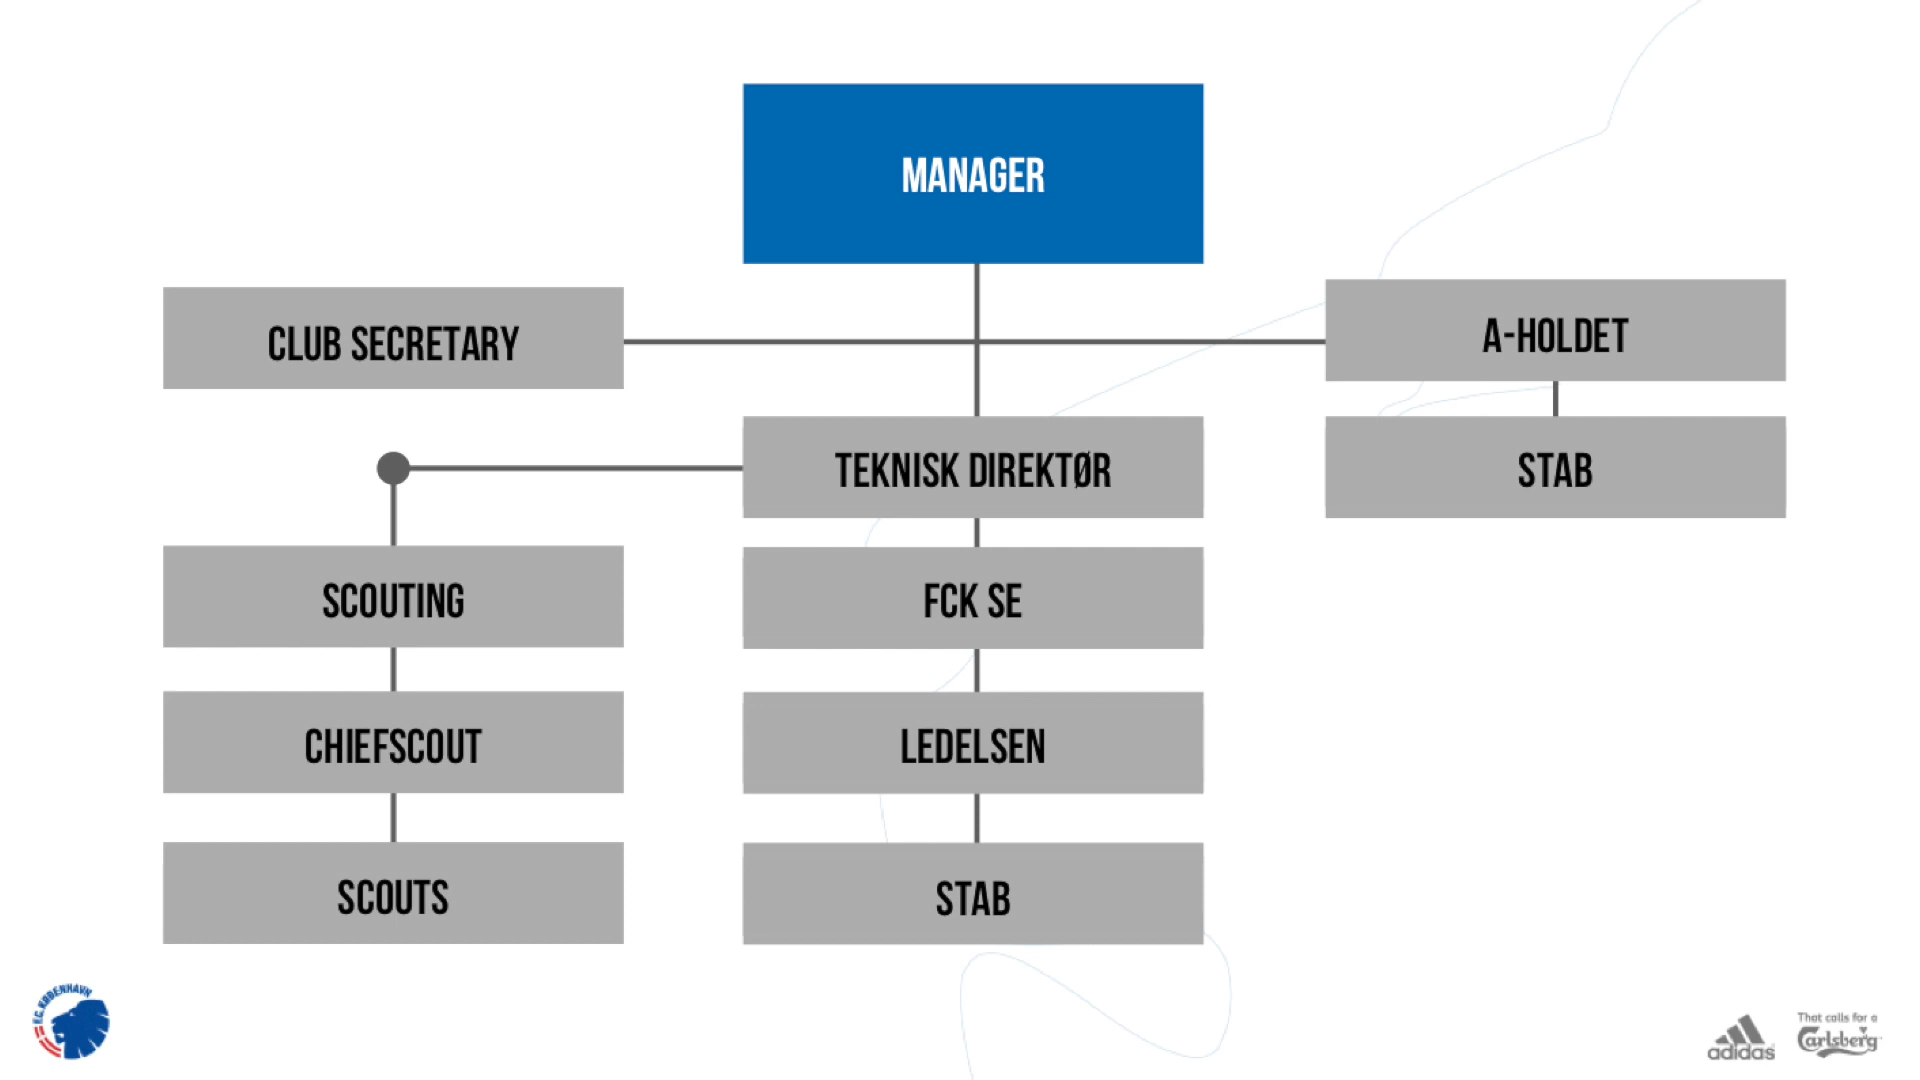 MANAGER
CLUB SECRETARY
A-HOLDET
TEKNISK DIREKTØR
STAB
SCOUTING
FCK SE
CHIEFSCOUT
LEDELSEN
SCOUTS
STAB
F.C. KØBENHAVN
adidas
That calls for a
Carlsberg